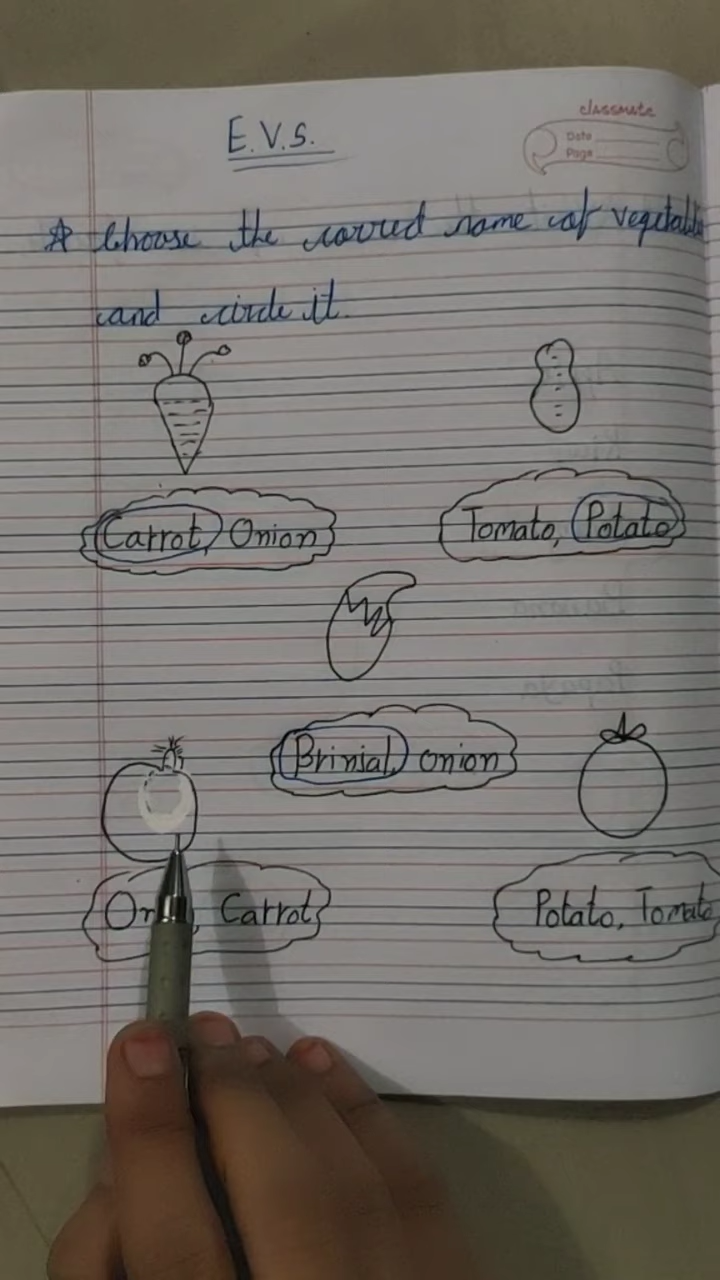 classmate
E.V.S.
Date
Page
Choose the correct name of vegetable
and circle it.
Carrot, Onion
Tomato, Potato
Brinjal, onion
Carrot
Potato, Tomato